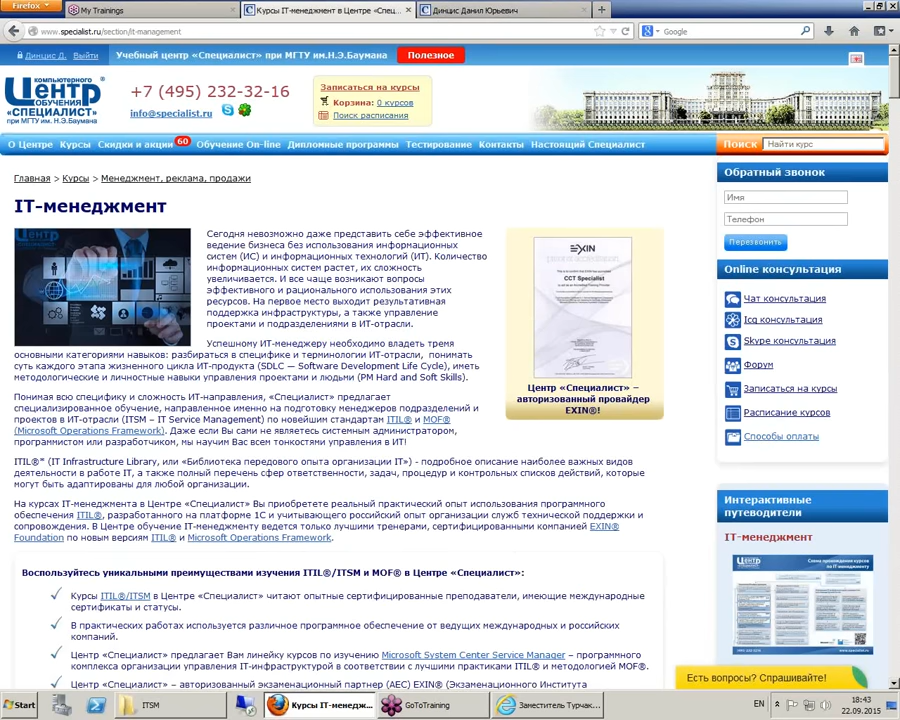 Firefox
My Trainings
Курсы IT-менеджмент в Центре «Спец...
Динцис Данил Юрьевич
www.specialist.ru/section/it-management
Google
Динцис Д.
Выйти
Учебный центр «Специалист» при МГТУ им.Н.Э.Баумана
Полезное
компьютерного
Центр
ОБУЧЕНИЯ
«СПЕЦИАЛИСТ»
при МГТУ им. Н.Э.Баумана
+7 (495) 232-32-16
info@specialist.ru
Записаться на курсы
Корзина: 0 курсов
Поиск расписания
О Центре
Курсы
Скидки и акции
60
Обучение On-line
Дипломные программы
Тестирование
Контакты
Настоящий Специалист
Поиск
Найти курс
Главная > Курсы > Менеджмент, реклама, продажи
IT-менеджмент
Центр
Сегодня невозможно даже представить себе эффективное
ведение бизнеса без использования информационных
систем (ИС) и информационных технологий (ИТ). Количество
информационных систем растет, их сложность
увеличивается. И все чаще возникают вопросы
эффективного и рационального использования этих
ресурсов. На первое место выходит результативная
поддержка инфраструктуры, а также управление
проектами и подразделениями в ИТ-отрасли.
Успешному ИТ-менеджеру необходимо владеть тремя
основными категориями навыков: разбираться в специфике и терминологии ИТ-отрасли, понимать
суть каждого этапа жизненного цикла ИТ-продукта (SDLC — Software Development Life Cycle), иметь
методологические и личностные навыки управления проектами и людьми (PM Hard and Soft Skills).
Понимая всю специфику и сложность ИТ-направления, «Специалист» предлагает
специализированное обучение, направленное именно на подготовку менеджеров подразделений и
проектов в ИТ-отрасли (ITSM – IT Service Management) по новейшим стандартам ITIL® и MOF®
(Microsoft Operations Framework). Даже если Вы сами не являетесь системным администратором,
программистом или разработчиком, мы научим Вас всем тонкостями управления в ИТ!
ITIL®* (IT Infrastructure Library, или «Библиотека передового опыта организации IT») - подробное описание наиболее важных видов
деятельности в работе IT, а также полный перечень сфер ответственности, задач, процедур и контрольных списков действий, которые
могут быть адаптированы для любой организации.
На курсах IT-менеджмента в Центре «Специалист» Вы приобретете реальный практический опыт использования программного
обеспечения ITIL®, разработанного на платформе 1С и учитывающего российский опыт организации служб технической поддержки и
сопровождения. В Центре обучение IT-менеджменту ведется только лучшими тренерами, сертифицированными компанией EXIN®
Foundation по новым версиям ITIL® и Microsoft Operations Framework.
EXIN
CCT Specialist
Центр «Специалист» –
авторизованный провайдер
EXIN®!
Воспользуйтесь уникальными преимуществами изучения ITIL®/ITSM и MOF® в Центре «Специалист»:
Курсы ITIL®/ITSM в Центре «Специалист» читают опытные сертифицированные преподаватели, имеющие международные
сертификаты и статусы.
В практических работах используется различное программное обеспечение от ведущих международных и российских
компаний.
Центр «Специалист» предлагает Вам линейку курсов по изучению Microsoft System Center Service Manager – программного
комплекса организации управления IT-инфраструктурой в соответствии с лучшими практиками ITIL® и методологией MOF®.
Центр «Специалист» – авторизованный экзаменационный партнер (AEC) EXIN® (Экзаменационного Института
Обратный звонок
Имя
Телефон
Перезвонить
Online консультация
Чат консультация
Icq консультация
Skype консультация
Форум
Записаться на курсы
Расписание курсов
Способы оплаты
Интерактивные
путеводители
IT-менеджмент
Центр
Есть вопросы? Спрашивайте!
Start
ITSM
Курсы IT-менедж...
GoToTraining
Заместитель Турчак...
EN
18:43
22.09.2015